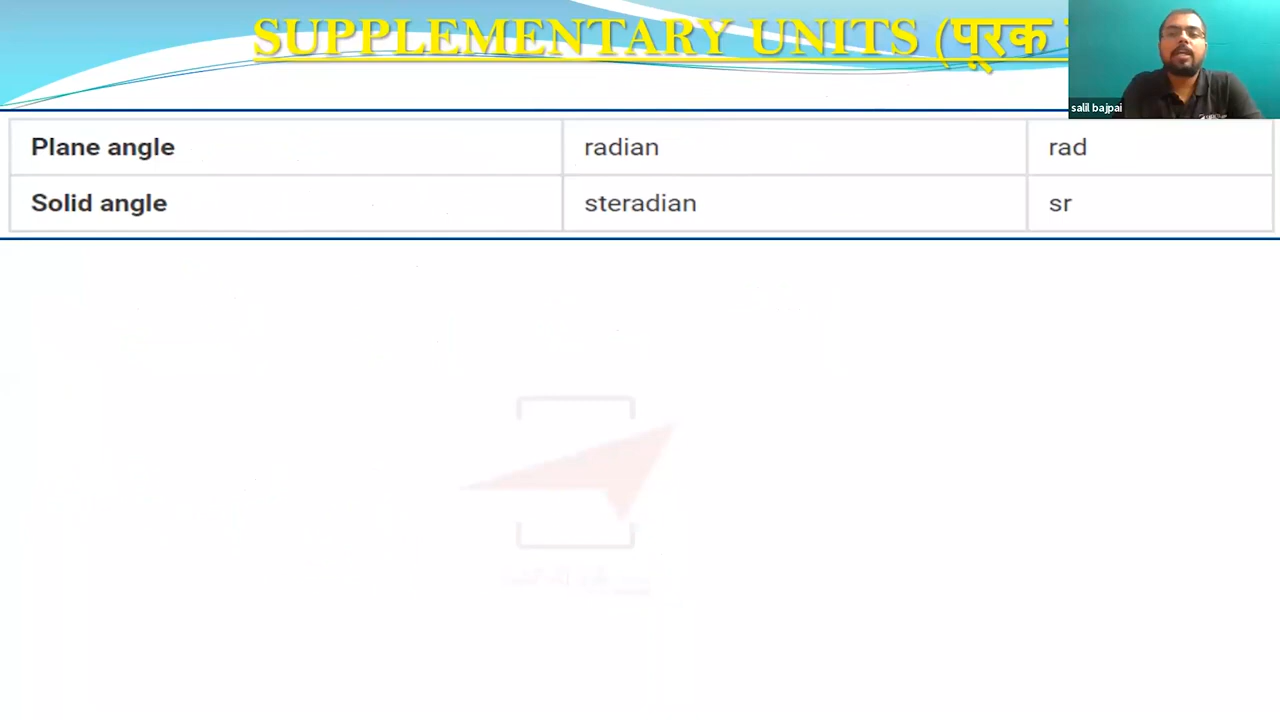 SUPPLEMENTARY UNITS (पूरक
salil bajpai
Plane angle radian rad
Solid angle steradian sr